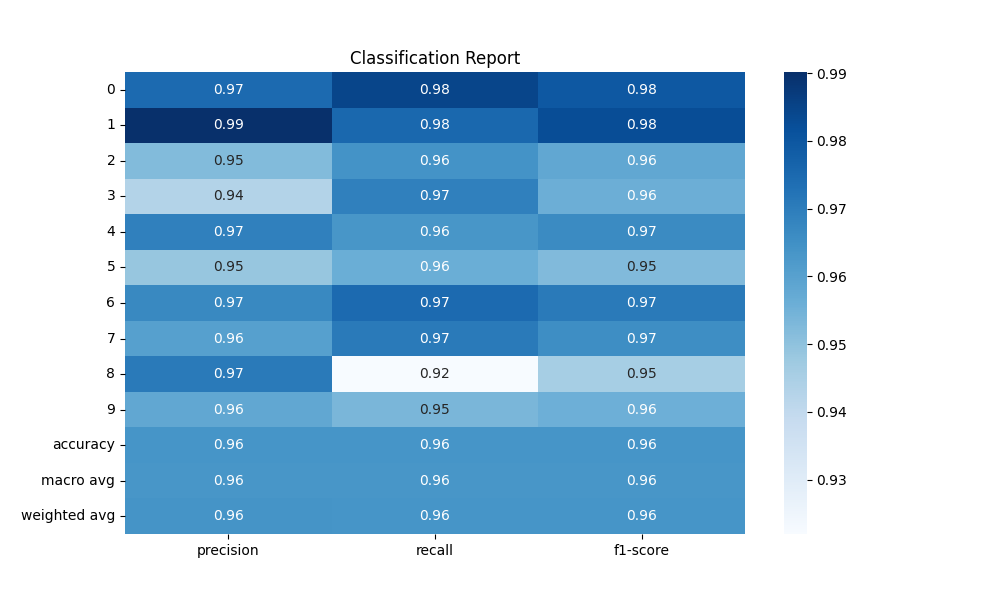 Classification Report
0 0.97 0.98 0.98
1 0.99 0.98 0.98
2 0.95 0.96 0.96
3 0.94 0.97 0.96
4 0.97 0.96 0.97
5 0.95 0.96 0.95
6 0.97 0.97 0.97
7 0.96 0.97 0.97
8 0.97 0.92 0.95
9 0.96 0.95 0.96
accuracy 0.96 0.96 0.96
macro avg 0.96 0.96 0.96
weighted avg 0.96 0.96 0.96
precision recall f1-score
0.99
0.98
0.97
0.96
0.95
0.94
0.93